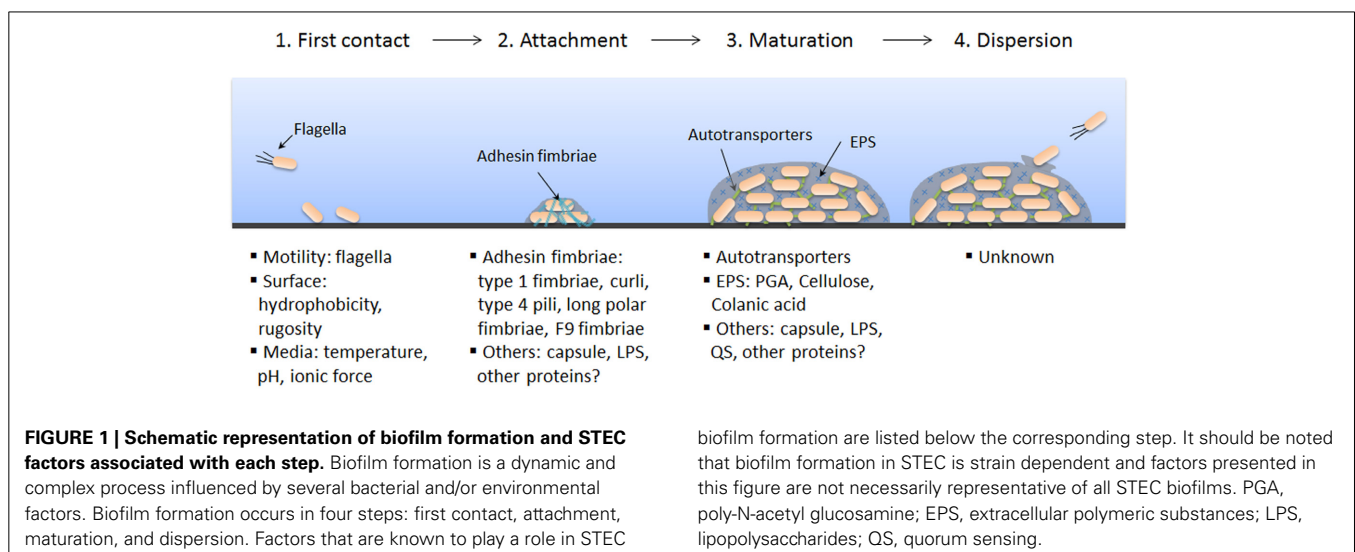 1. First contact → 2. Attachment → 3. Maturation → 4. Dispersion
Flagella
Adhesin fimbriae
Autotransporters
EPS
▪ Motility: flagella
▪ Surface:
hydrophobicity,
rugosity
▪ Media: temperature,
pH, ionic force
▪ Adhesin fimbriae:
type 1 fimbriae, curli,
type 4 pili, long polar
fimbriae, F9 fimbriae
▪ Others: capsule, LPS,
other proteins?
▪ Autotransporters
▪ EPS: PGA, Cellulose,
Colanic acid
▪ Others: capsule, LPS,
QS, other proteins?
▪ Unknown
FIGURE 1 | Schematic representation of biofilm formation and STEC
factors associated with each step. Biofilm formation is a dynamic and
complex process influenced by several bacterial and/or environmental
factors. Biofilm formation occurs in four steps: first contact, attachment,
maturation, and dispersion. Factors that are known to play a role in STEC
biofilm formation are listed below the corresponding step. It should be noted
that biofilm formation in STEC is strain dependent and factors presented in
this figure are not necessarily representative of all STEC biofilms. PGA,
poly-N-acetyl glucosamine; EPS, extracellular polymeric substances; LPS,
lipopolysaccharides; QS, quorum sensing.